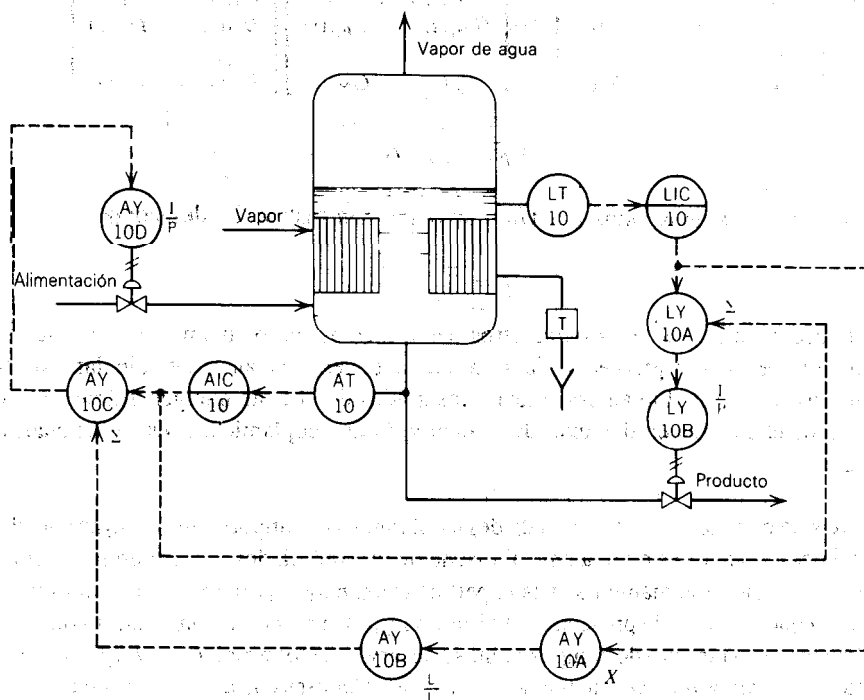 Vapor de agua
AY
10D
I
P
Vapor
LT
10
LIC
10
Alimentación
LY
10A
Σ
T
AY
10C
Σ
AIC
10
AT
10
LY
10B
I
P
Producto
AY
10B
L
L
AY
10A
X